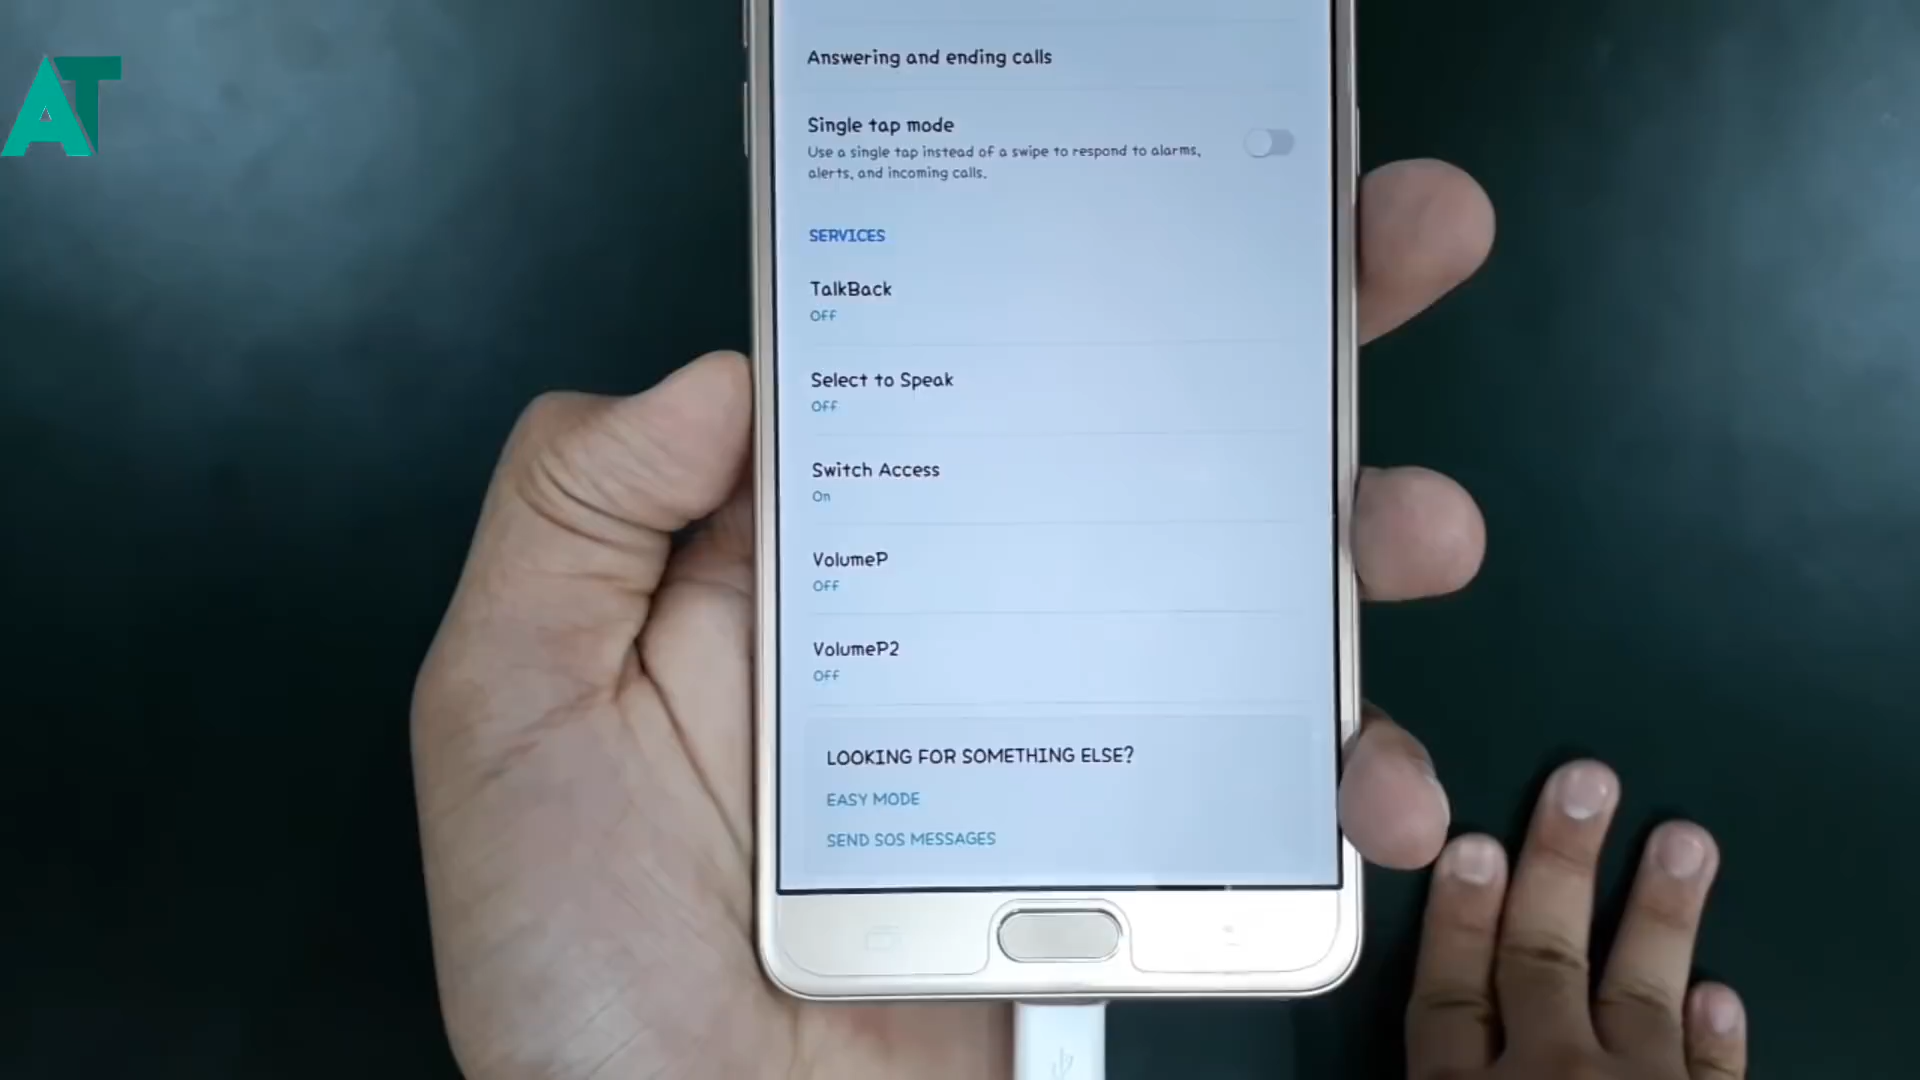 AT
Answering and ending calls
Single tap mode
Use a single tap instead of a swipe to respond to alarms,
alerts, and incoming calls.
SERVICES
TalkBack
Off
Select to Speak
Off
Switch Access
On
VolumeP
Off
VolumeP2
Off
LOOKING FOR SOMETHING ELSE?
EASY MODE
SEND SOS MESSAGES